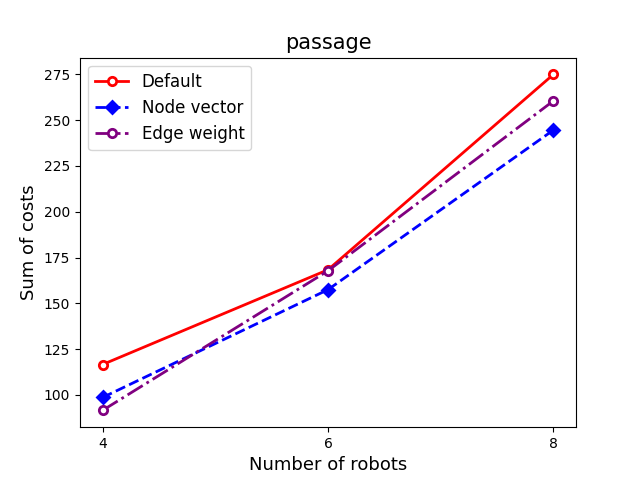 passage
Default
Node vector
Edge weight
Sum of costs
275
250
225
200
175
150
125
100
4
6
8
Number of robots